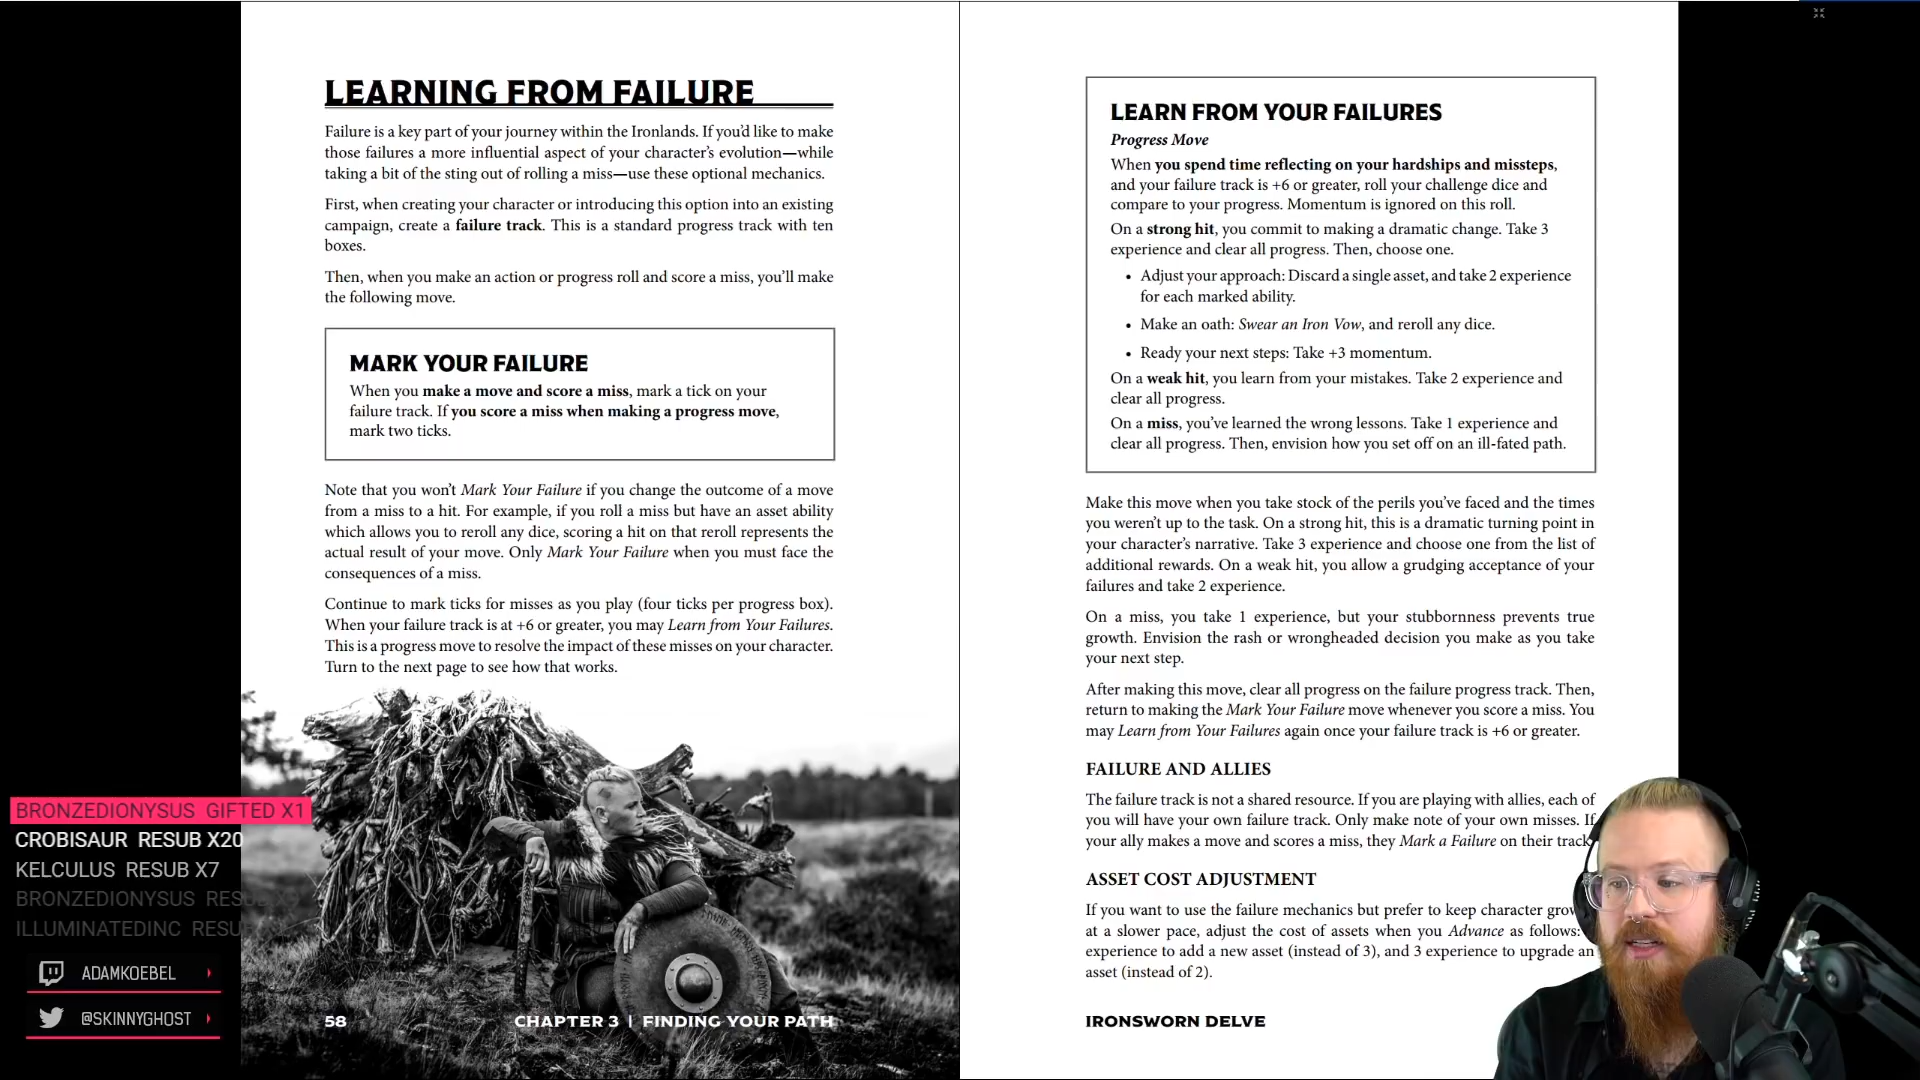 LEARNING FROM FAILURE
Failure is a key part of your journey within the Ironlands. If you'd like to make
those failures a more influential aspect of your character's evolution—while
taking a bit of the sting out of rolling a miss—use these optional mechanics.
First, when creating your character or introducing this option into an existing
campaign, create a failure track. This is a standard progress track with ten
boxes.
Then, when you make an action or progress roll and score a miss, you'll make
the following move.
MARK YOUR FAILURE
When you make a move and score a miss, mark a tick on your
failure track. If you score a miss when making a progress move,
mark two ticks.
Note that you won't Mark Your Failure if you change the outcome of a move
from a miss to a hit. For example, if you roll a miss but have an asset ability
which allows you to reroll any dice, scoring a hit on that reroll represents the
actual result of your move. Only Mark Your Failure when you must face the
consequences of a miss.
Continue to mark ticks for misses as you play (four ticks per progress box).
When your failure track is at +6 or greater, you may Learn from Your Failures.
This is a progress move to resolve the impact of these misses on your character.
Turn to the next page to see how that works.
58
CHAPTER 3 | FINDING YOUR PATH
LEARN FROM YOUR FAILURES
Progress Move
When you spend time reflecting on your hardships and missteps,
and your failure track is +6 or greater, roll your challenge dice and
compare to your progress. Momentum is ignored on this roll.
On a strong hit, you commit to making a dramatic change. Take 3
experience and clear all progress. Then, choose one.
• Adjust your approach: Discard a single asset, and take 2 experience
for each marked ability.
• Make an oath: Swear an Iron Vow, and reroll any dice.
• Ready your next steps: Take +3 momentum.
On a weak hit, you learn from your mistakes. Take 2 experience and
clear all progress.
On a miss, you've learned the wrong lessons. Take 1 experience and
clear all progress. Then, envision how you set off on an ill-fated path.
Make this move when you take stock of the perils you've faced and the times
you weren't up to the task. On a strong hit, this is a dramatic turning point in
your character's narrative. Take 3 experience and choose one from the list of
additional rewards. On a weak hit, you allow a grudging acceptance of your
failures and take 2 experience.
On a miss, you take 1 experience, but your stubbornness prevents true
growth. Envision the rash or wrongheaded decision you make as you take
your next step.
After making this move, clear all progress on the failure progress track. Then,
return to making the Mark Your Failure move whenever you score a miss. You
may Learn from Your Failures again once your failure track is +6 or greater.
FAILURE AND ALLIES
The failure track is not a shared resource. If you are playing with allies, each of
you will have your own failure track. Only make note of your own misses. If
your ally makes a move and scores a miss, they Mark a Failure on their track
ASSET COST ADJUSTMENT
If you want to use the failure mechanics but prefer to keep character
at a slower pace, adjust the cost of assets when you Advance as follows:
experience to add a new asset (instead of 3), and 3 experience to upgrade an
asset (instead of 2).
IRONSWORN DELVE
BRONZEDIONYSUS GIFTED X1
CROBISAUR RESUB X20
KELCULUS RESUB X7
BRONZEDIONYSUS
ILLUMINATEDINC
ADAMKOEBEL
@SKINNYGHOST